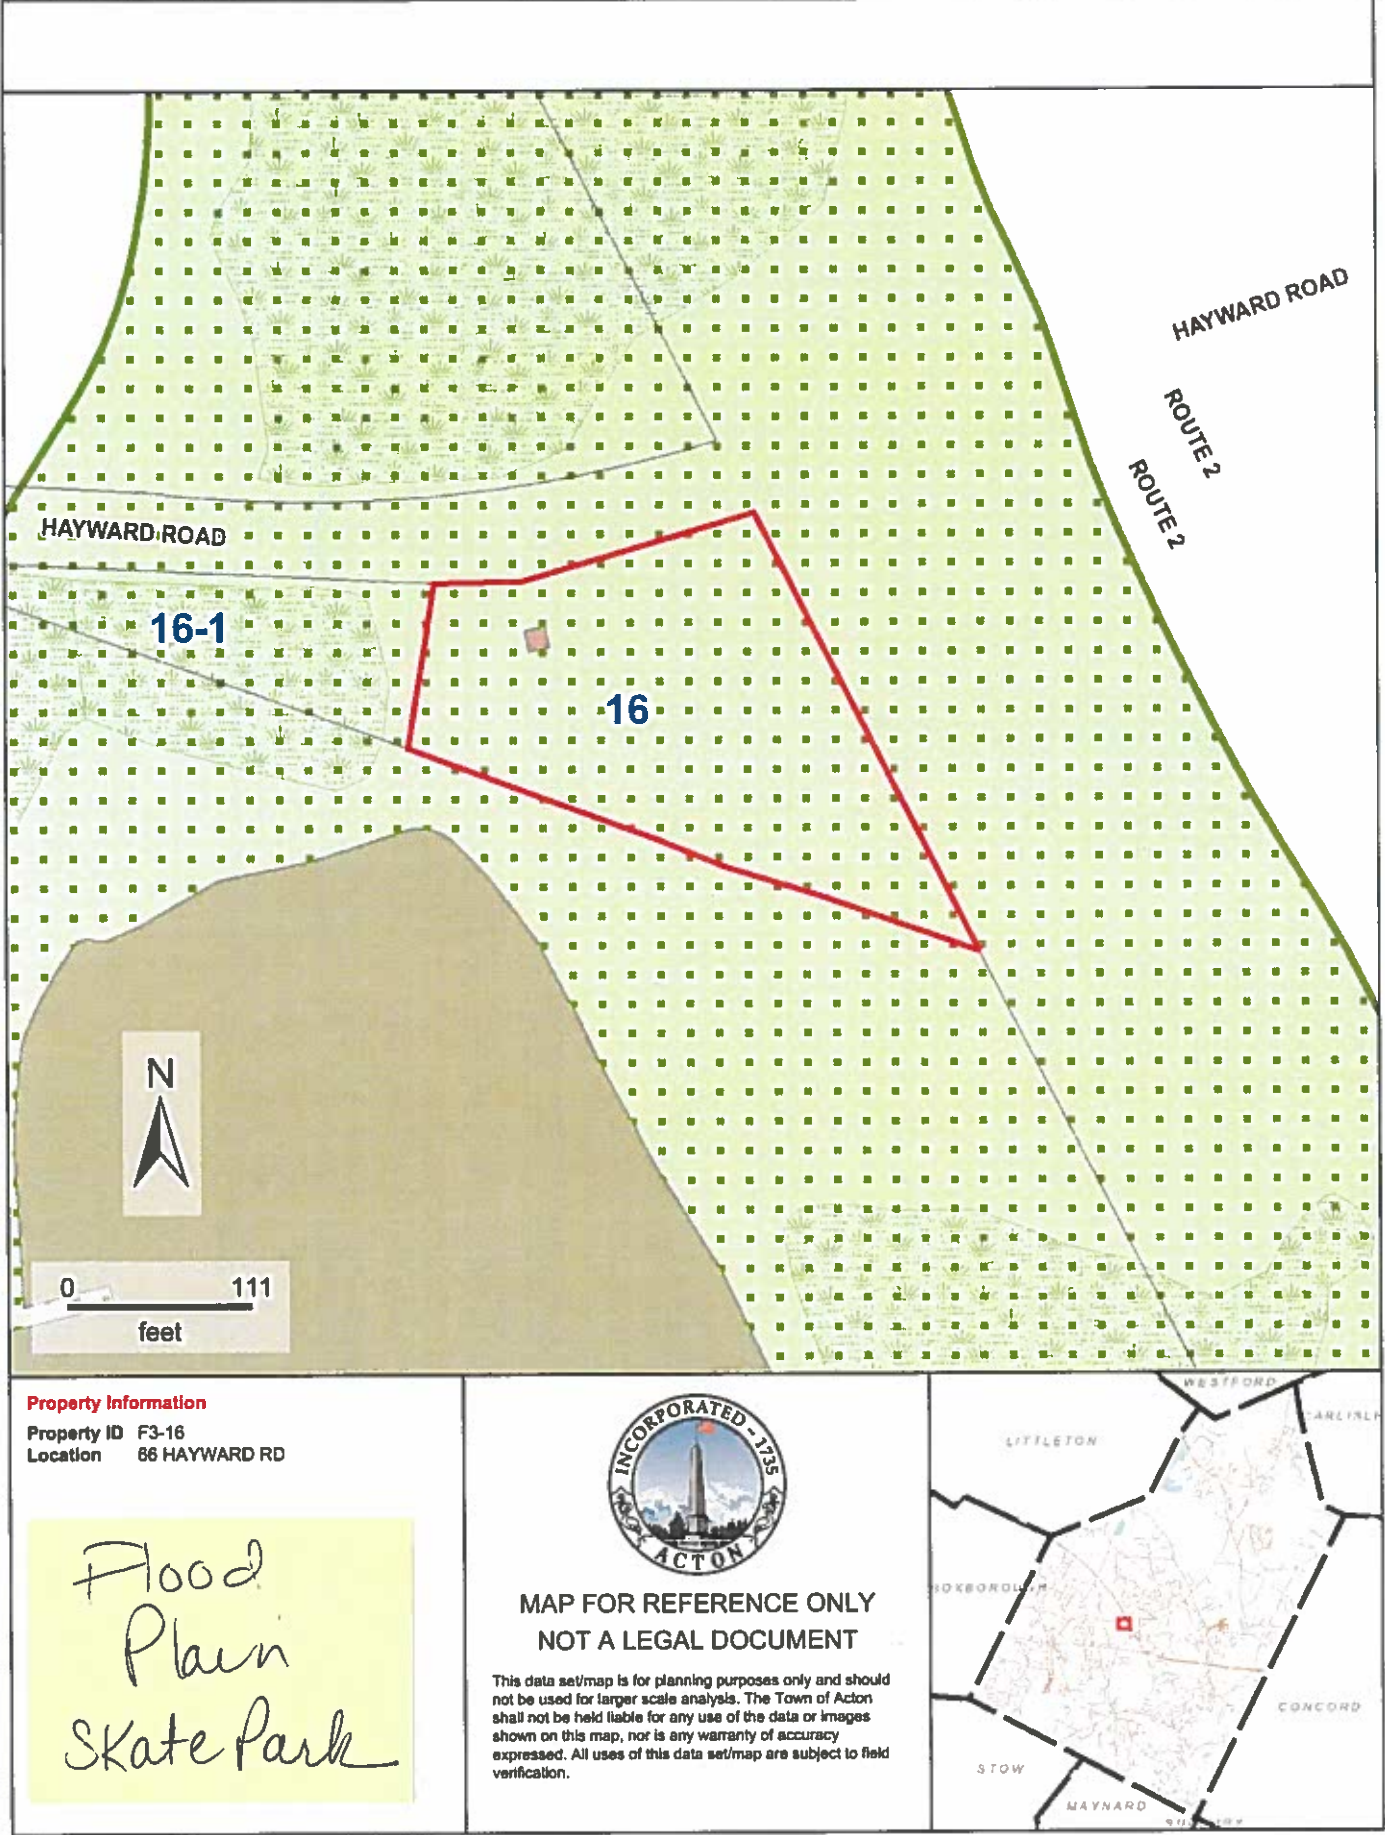 HAYWARD ROAD
ROUTE 2
ROUTE 2
HAYWARD ROAD
16-1
16
N
0 111
feet
Property Information
Property ID F3-16
Location 66 HAYWARD RD
Flood
Plain
Skate Park
INCORPORATED - 1735
ACTON
MAP FOR REFERENCE ONLY
NOT A LEGAL DOCUMENT
This data set/map is for planning purposes only and should
not be used for larger scale analysis. The Town of Acton
shall not be held liable for any use of the data or images
shown on this map, nor is any warranty of accuracy
expressed. All uses of this data set/map are subject to field
verification.
WESTFORD
CARLISLE
LITTLETON
BOXBOROUGH
CONCORD
STOW
MAYNARD